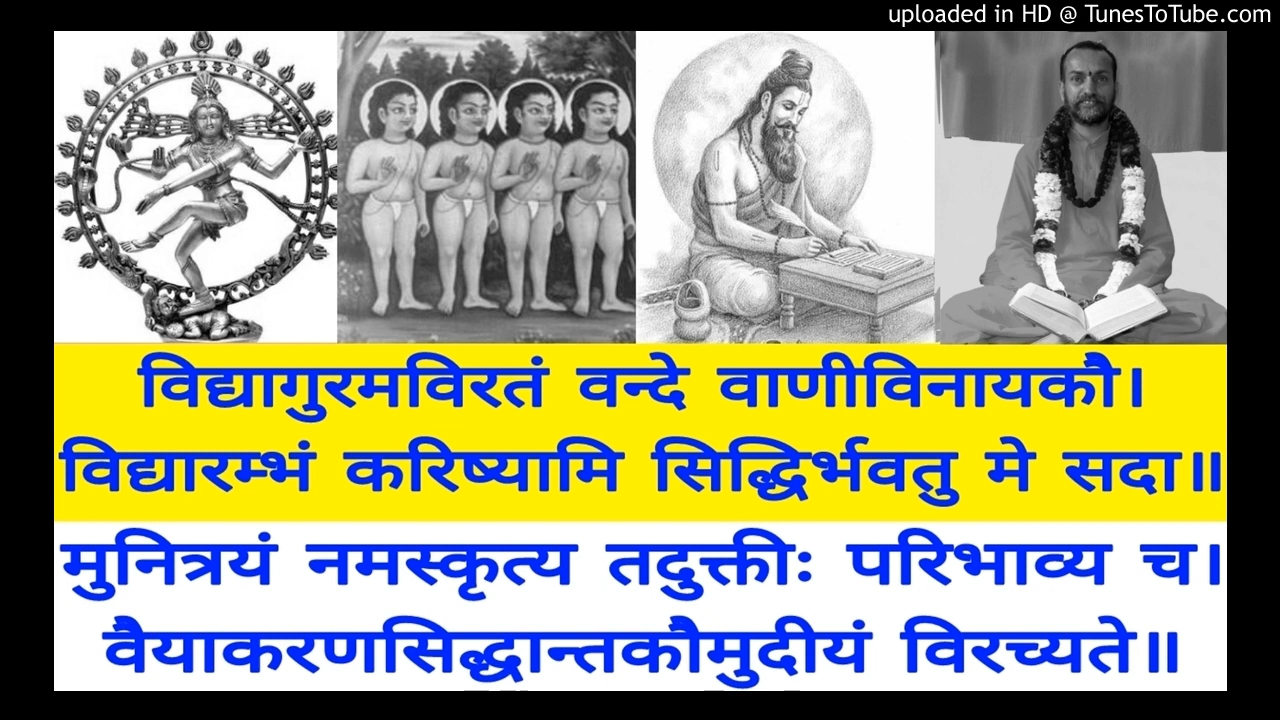 uploaded in HD @ TunesToTube.com
विद्यागुरमविरतं वन्दे वाणीविनायकौ।
विद्यारम्भं करिष्यामि सिद्धिर्भवतु मे सदा॥
मुनित्रयं नमस्कृत्य तदुक्तीः परिभाव्य च।
वैयाकरणसिद्धान्तकौमुदीयं विरच्यते॥